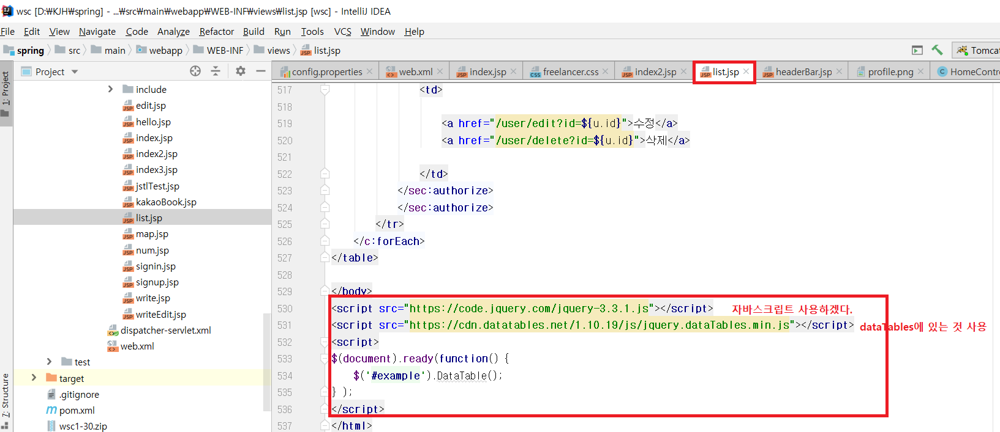 wsc [D:₩KJH₩spring] - ...₩src₩main₩webapp₩WEB-INF₩views₩list.jsp [wsc] - IntelliJ IDEA
File Edit View Navigate Code Analyze Refactor Build Run Tools VCS Window Help
spring src main webapp WEB-INF views list.jsp Tomcat
Project config.properties web.xml index.jsp freelancer.css index2.jsp list.jsp headerBar.jsp profile.png HomeContro
1: Project
7: Structure
include
edit.jsp
hello.jsp
index.jsp
index2.jsp
index3.jsp
jstlTest.jsp
kakaoBook.jsp
list.jsp
map.jsp
num.jsp
signin.jsp
signup.jsp
write.jsp
writeEdit.jsp
dispatcher-servlet.xml
web.xml
test
target
.gitignore
pom.xml
wsc1-30.zip
517 <td>
518
519 <a href="/user/edit?id=${u.id}">수정</a>
520 <a href="/user/delete?id=${u.id}">삭제</a>
521
522 </td>
523 </sec:authorize>
524 </sec:authorize>
525 </tr>
526 </c:forEach>
527 </table>
528
529 </body>
530 <script src="https://code.jquery.com/jquery-3.3.1.js"></script> 자바스크립트 사용하겠다.
531 <script src="https://cdn.datatables.net/1.10.19/js/jquery.dataTables.min.js"></script> dataTables에 있는 것 사용
532 <script>
533 $(document).ready(function() {
534 $('#example').DataTable();
535 } );
536 </script>
537 </html>